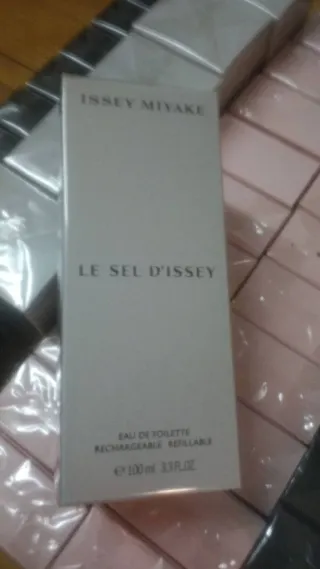 ISSEY MIYAKE
LE SEL D'ISSEY
EAU DE TOILETTE
RECHARGEABLE REFILLABLE
℮ 100 ml 3.3 FL.OZ